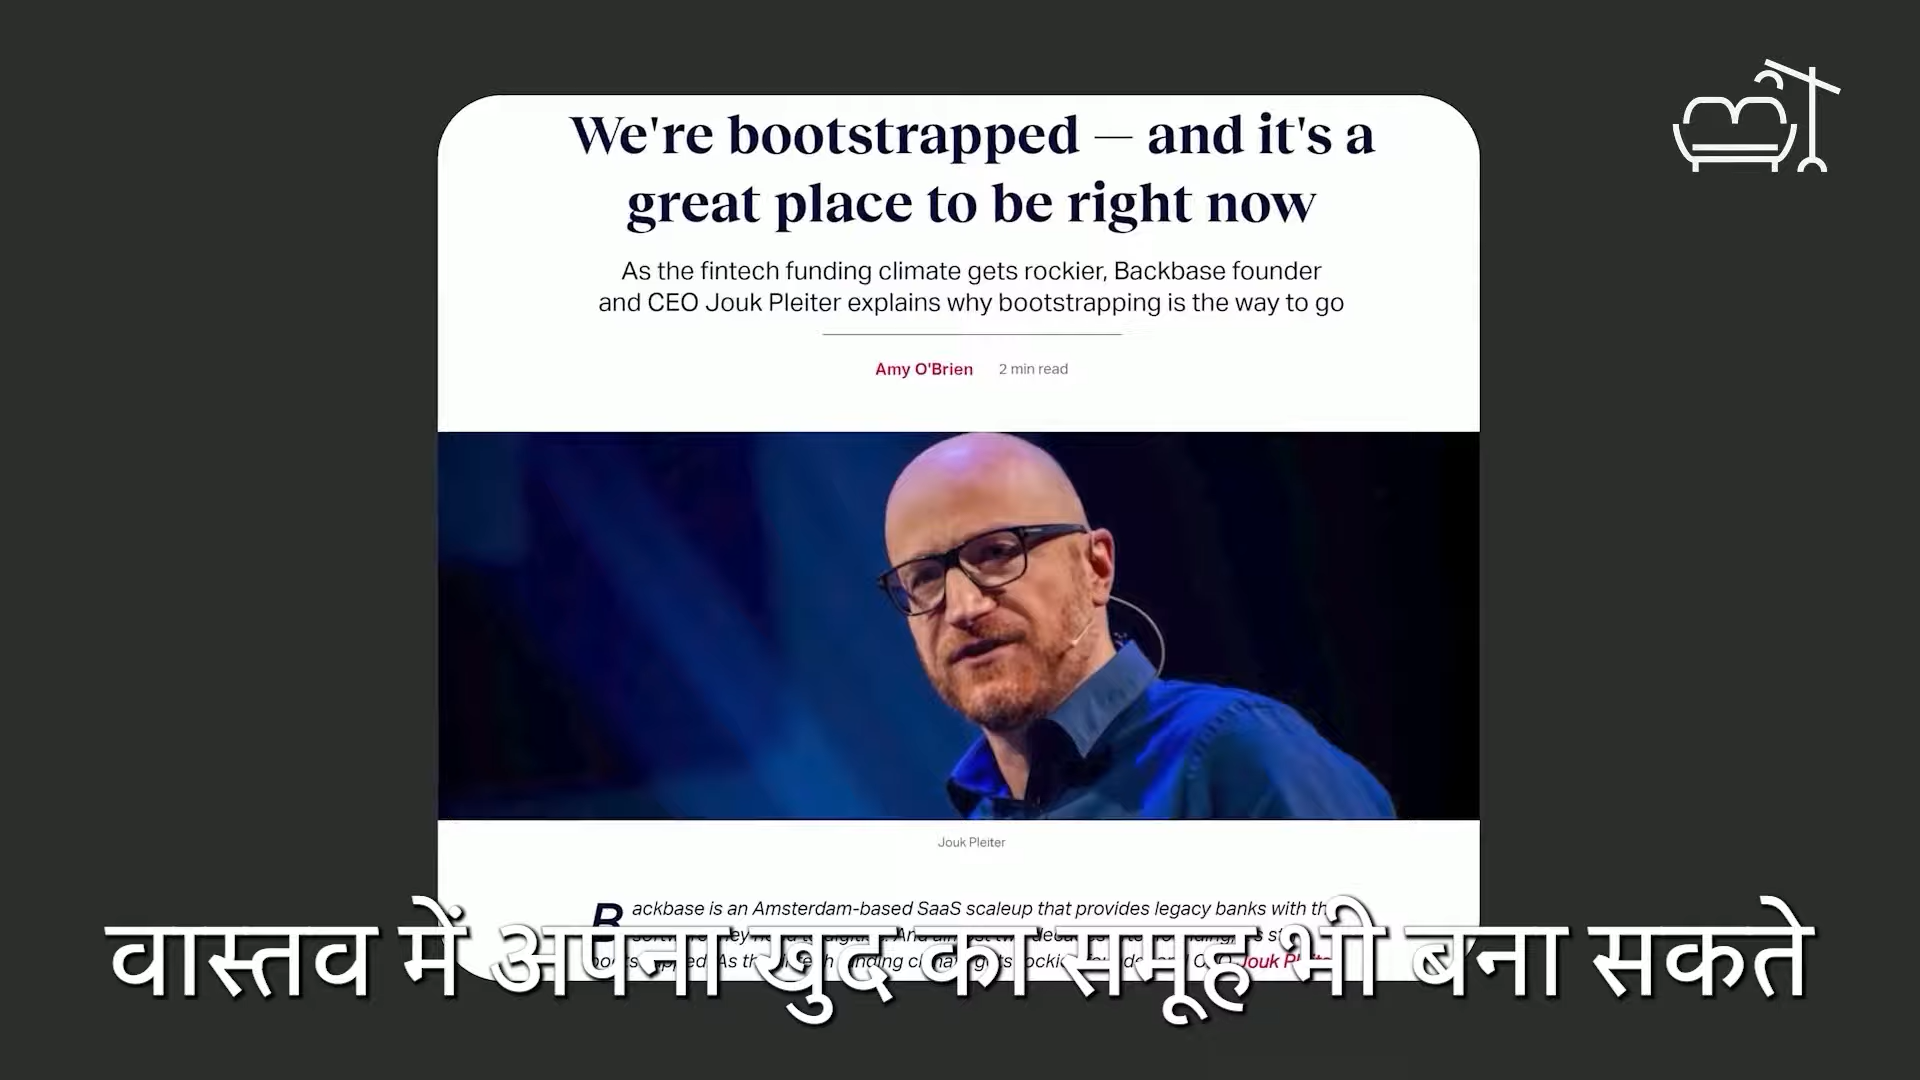 We're bootstrapped — and it's a
great place to be right now
As the fintech funding climate gets rockier, Backbase founder
and CEO Jouk Pleiter explains why bootstrapping is the way to go
Amy O'Brien 2 min read
Jouk Pleiter
Backbase is an Amsterdam-based SaaS scaleup that provides legacy banks with
वास्तव में अपना खुद का समूह भी बना सकते